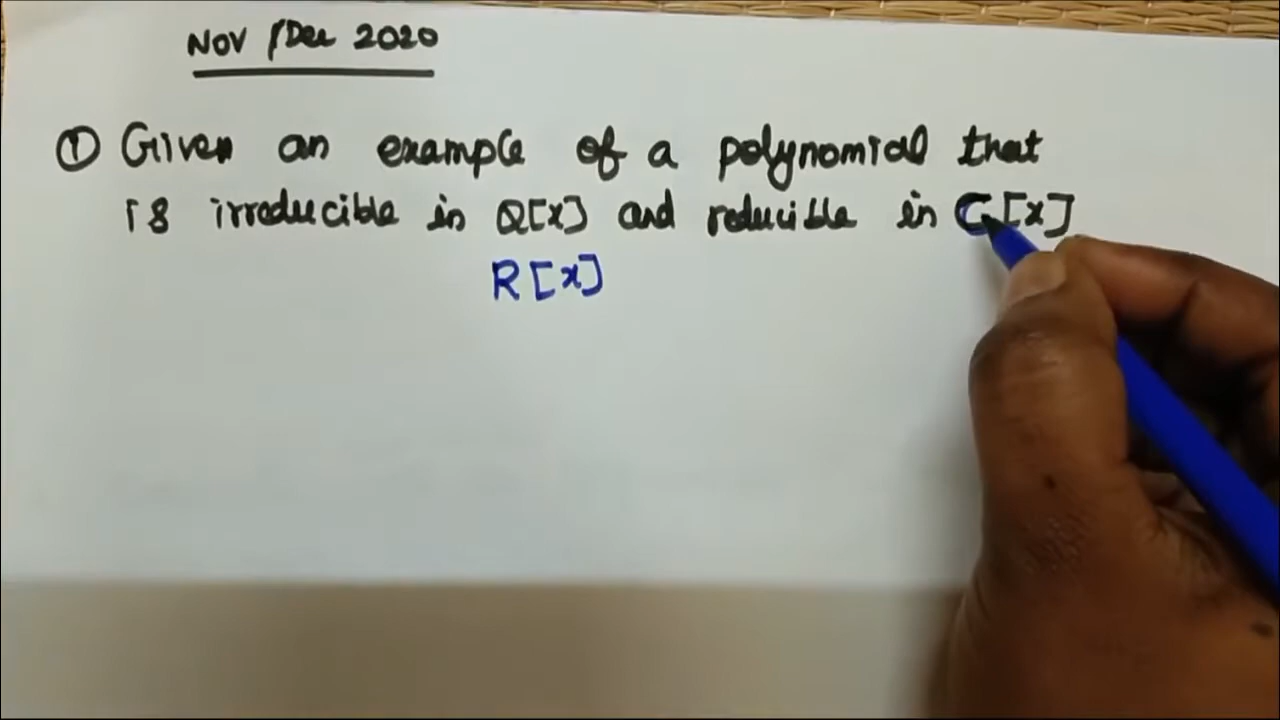 Nov /Dec 2020
① Given an example of a polynomial that
is irreducible in Q[x] and reducible in C[x]
R[x]